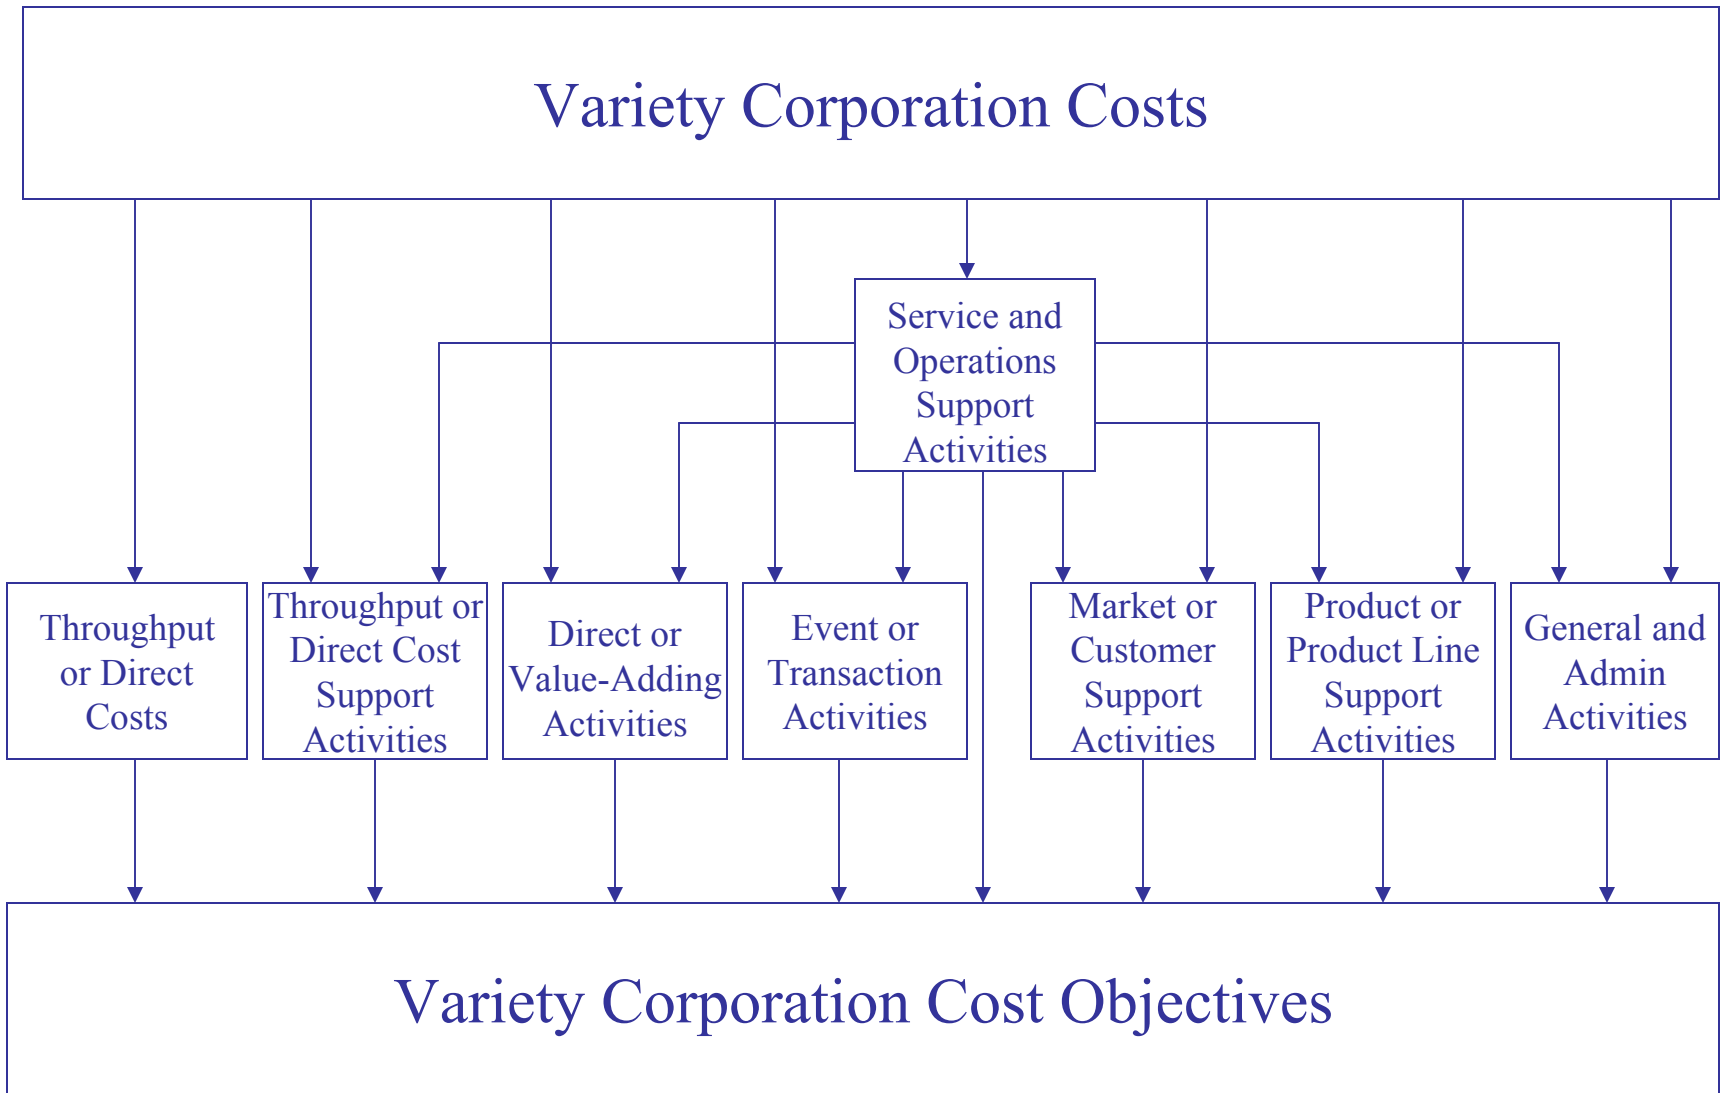 Variety Corporation Costs
Service and
Operations
Support
Activities
Throughput
or Direct
Costs
Throughput or
Direct Cost
Support
Activities
Direct or
Value-Adding
Activities
Event or
Transaction
Activities
Market or
Customer
Support
Activities
Product or
Product Line
Support
Activities
General and
Admin
Activities
Variety Corporation Cost Objectives